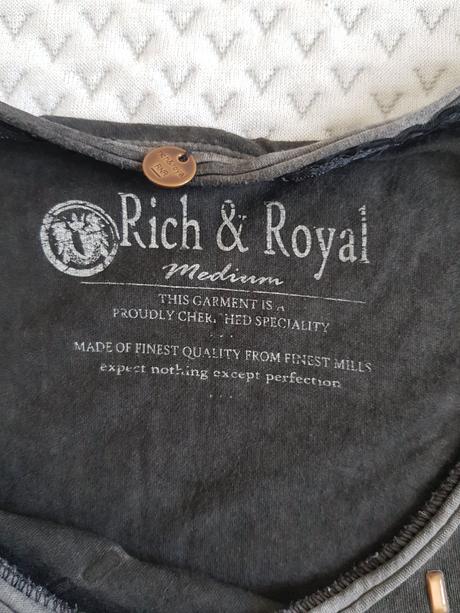 Rich & Royal
Medium
THIS GARMENT IS A
PROUDLY CHERISHED SPECIALITY
MADE OF FINEST QUALITY FROM FINEST MILLS
expect nothing except perfection